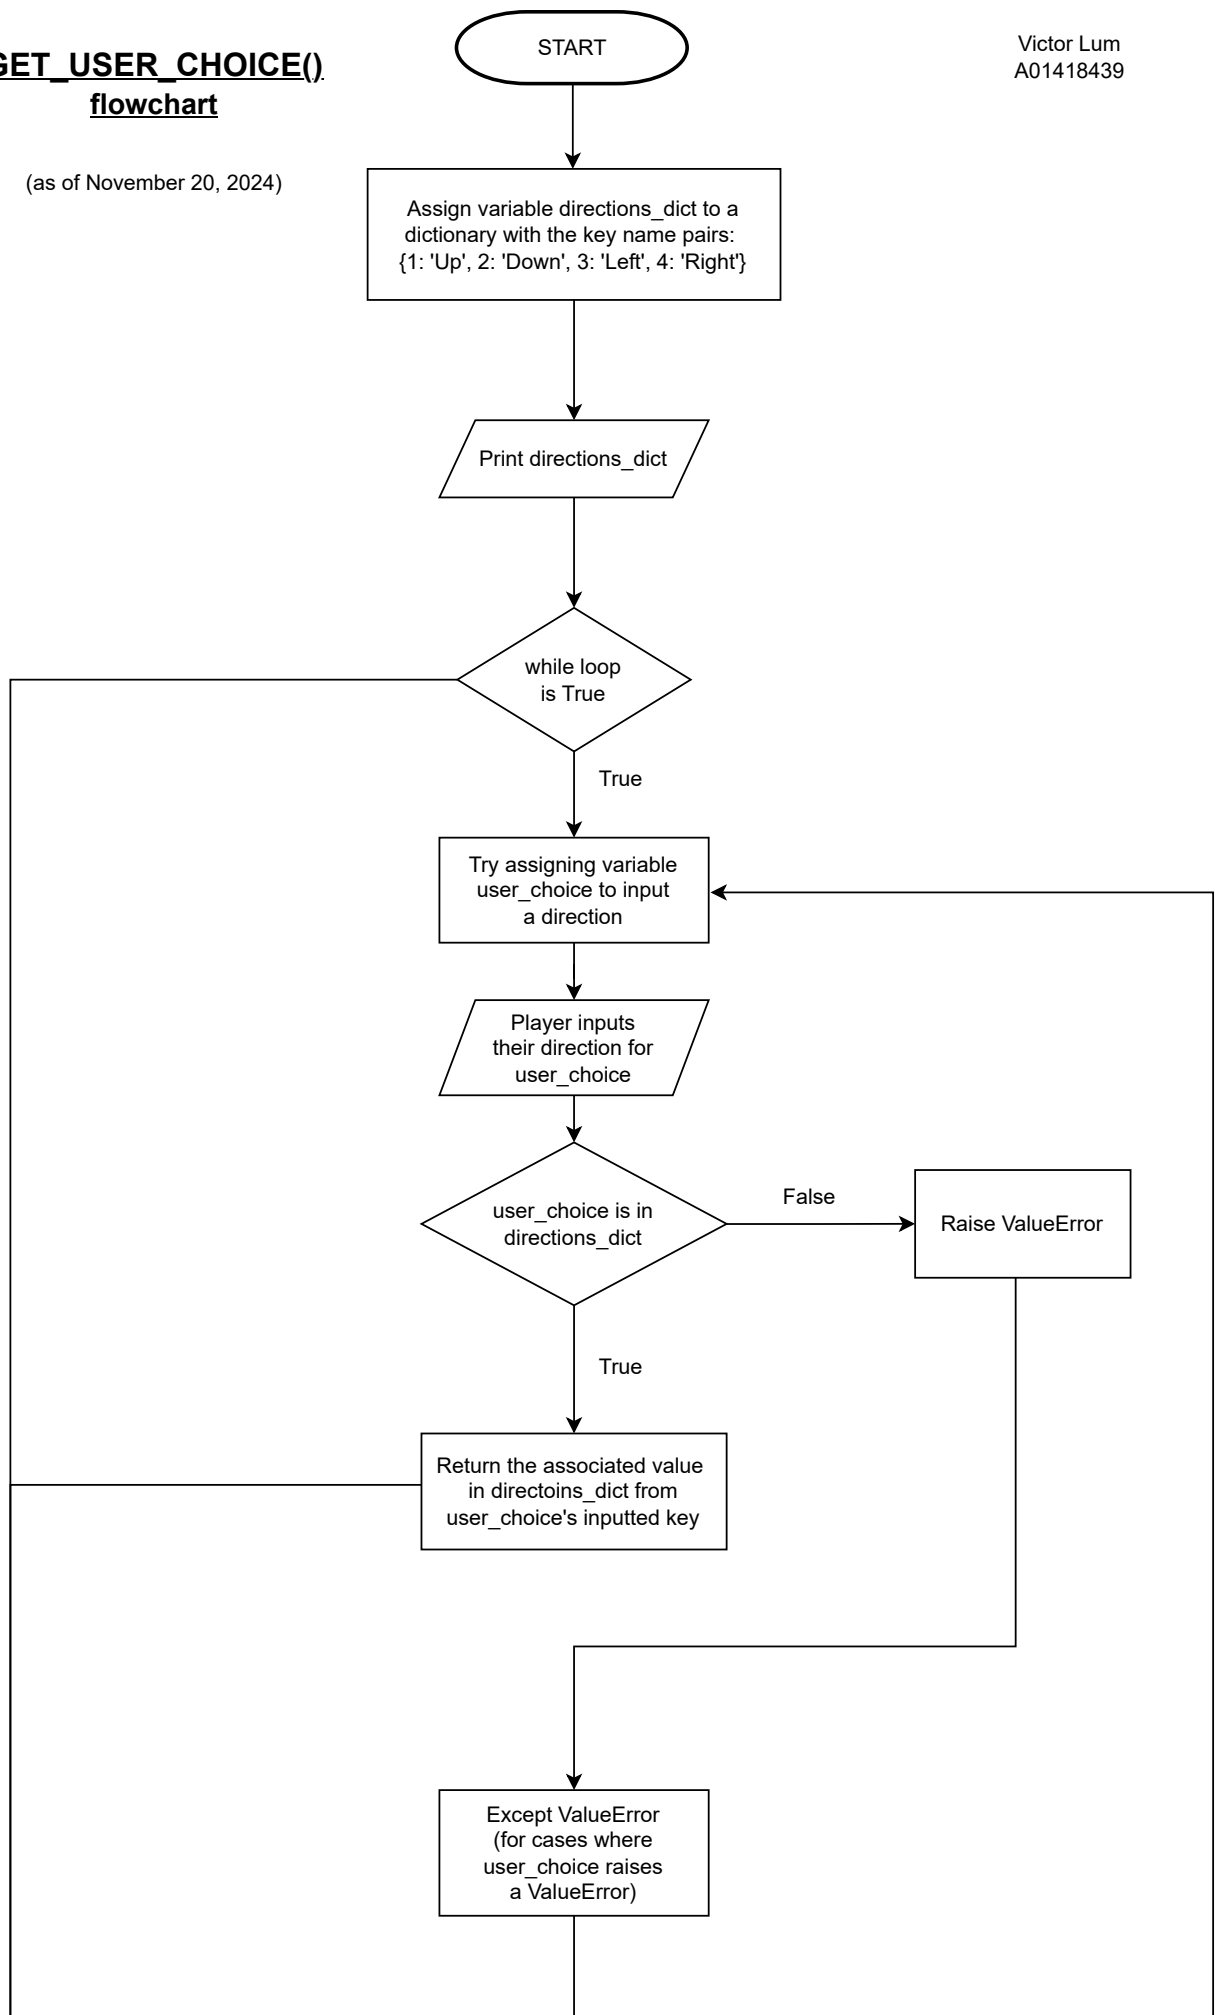 GET_USER_CHOICE()
flowchart
(as of November 20, 2024)
START
Victor Lum
A01418439
Assign variable directions_dict to a
dictionary with the key name pairs:
{1: 'Up', 2: 'Down', 3: 'Left', 4: 'Right'}
Print directions_dict
while loop
is True
True
Try assigning variable
user_choice to input
a direction
Player inputs
their direction for
user_choice
user_choice is in
directions_dict
False
Raise ValueError
True
Return the associated value
in directoins_dict from
user_choice's inputted key
Except ValueError
(for cases where
user_choice raises
a ValueError)